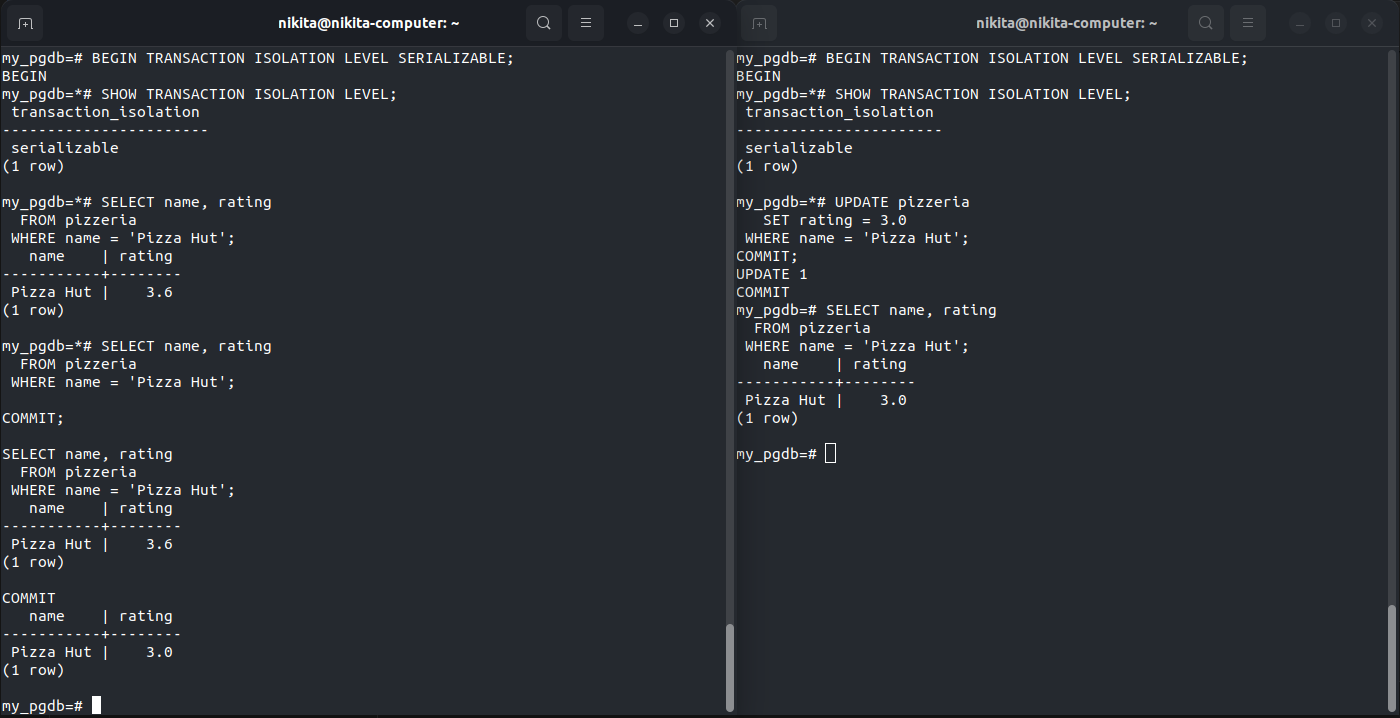 nikita@nikita-computer: ~
my_pgdb=# BEGIN TRANSACTION ISOLATION LEVEL SERIALIZABLE;
BEGIN
my_pgdb=*# SHOW TRANSACTION ISOLATION LEVEL;
 transaction_isolation
-----------------------
 serializable
(1 row)

my_pgdb=*# SELECT name, rating
  FROM pizzeria
 WHERE name = 'Pizza Hut';
   name    | rating
-----------+--------
 Pizza Hut |    3.6
(1 row)

my_pgdb=*# SELECT name, rating
  FROM pizzeria
 WHERE name = 'Pizza Hut';

COMMIT;

SELECT name, rating
  FROM pizzeria
 WHERE name = 'Pizza Hut';
   name    | rating
-----------+--------
 Pizza Hut |    3.6
(1 row)

COMMIT
   name    | rating
-----------+--------
 Pizza Hut |    3.0
(1 row)

my_pgdb=#
nikita@nikita-computer: ~
my_pgdb=# BEGIN TRANSACTION ISOLATION LEVEL SERIALIZABLE;
BEGIN
my_pgdb=*# SHOW TRANSACTION ISOLATION LEVEL;
 transaction_isolation
-----------------------
 serializable
(1 row)

my_pgdb=*# UPDATE pizzeria
   SET rating = 3.0
 WHERE name = 'Pizza Hut';
COMMIT;
UPDATE 1
COMMIT
my_pgdb=# SELECT name, rating
  FROM pizzeria
 WHERE name = 'Pizza Hut';
   name    | rating
-----------+--------
 Pizza Hut |    3.0
(1 row)

my_pgdb=#